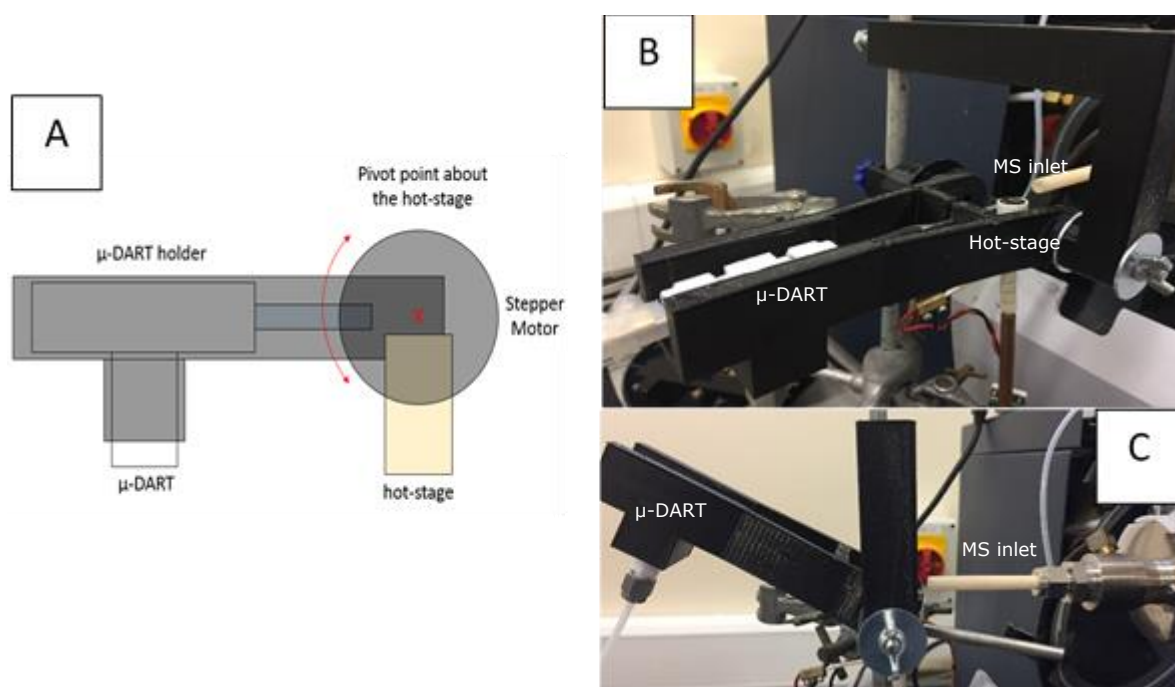 A
Pivot point about
the hot-stage
μ-DART holder
x
Stepper
Motor
μ-DART
hot-stage
B
MS inlet
Hot-stage
μ-DART
C
μ-DART
MS inlet